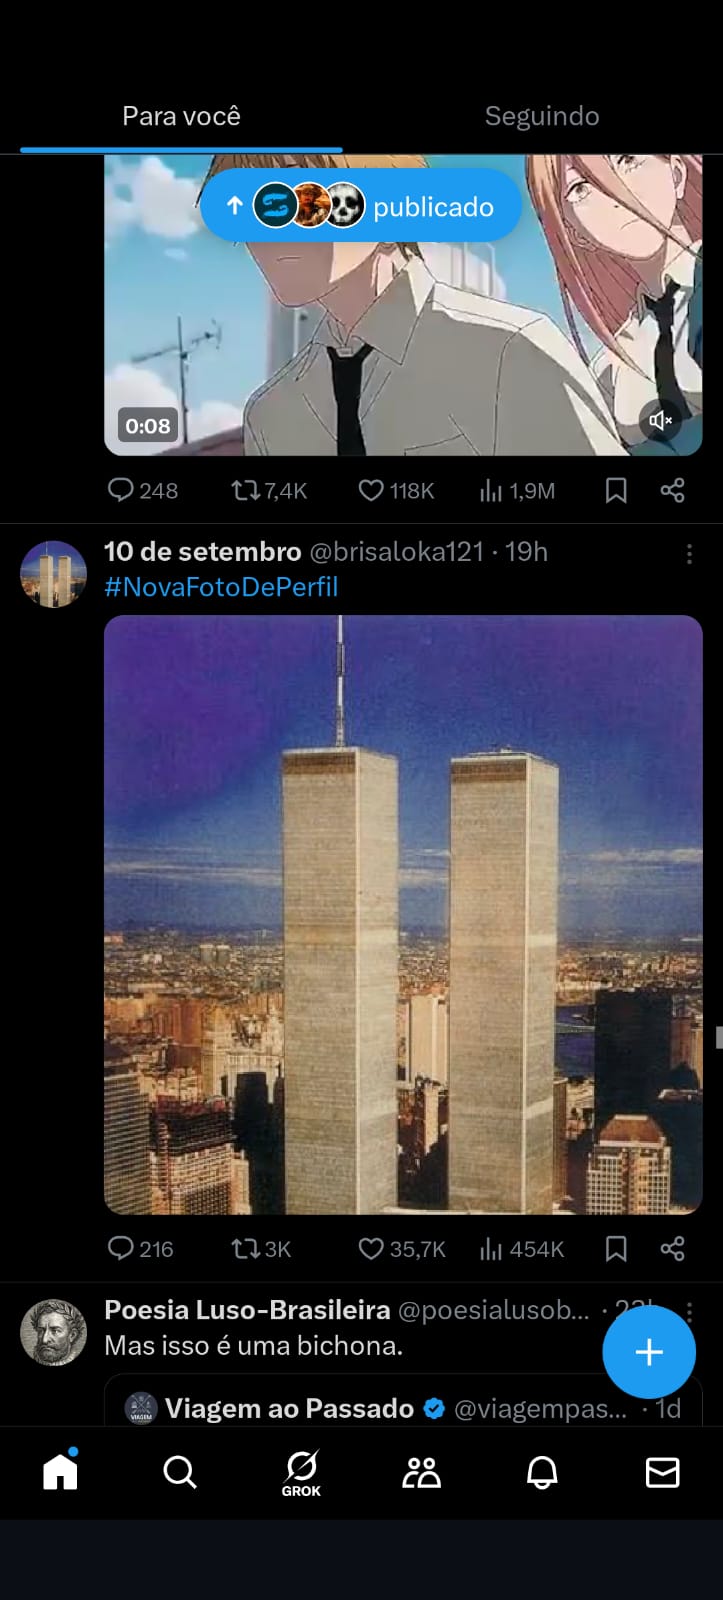 Para você
Seguindo
publicado
0:08
248 7,4K 118K 1,9M
10 de setembro @brisaloka121 · 19h
#NovaFotoDePerfil
216 3K 35,7K 454K
Poesia Luso-Brasileira @poesialusob... ·
Mas isso é uma bichona.
Viagem ao Passado @viagempas... · 1d
VIAGEM
GROK